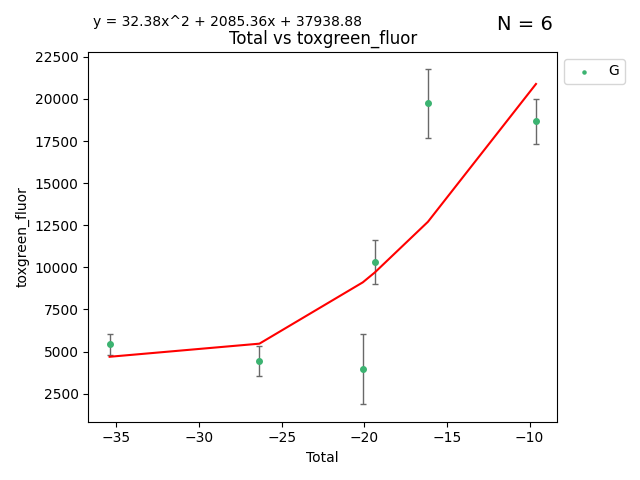 y = 32.38x^2 + 2085.36x + 37938.88
N = 6
Total vs toxgreen_fluor
G
22500
20000
17500
15000
12500
10000
7500
5000
2500
toxgreen_fluor
−35
−30
−25
−20
−15
−10
Total